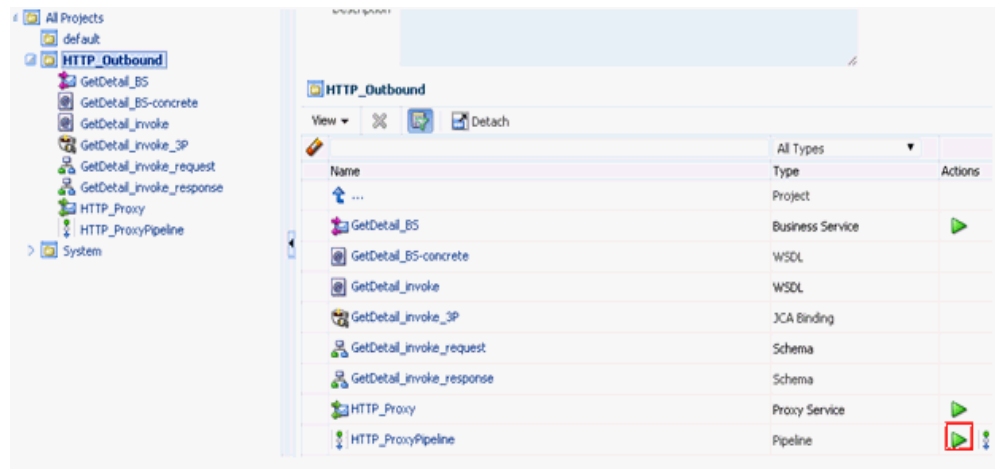 All Projects
default
HTTP_Outbound
GetDetail_BS
GetDetail_BS-concrete
GetDetail_invoke
GetDetail_invoke_3P
GetDetail_invoke_request
GetDetail_invoke_response
HTTP_Proxy
HTTP_ProxyPipeline
System
Description
HTTP_Outbound
View Detach
All Types
Name Type Actions
... Project
GetDetail_BS Business Service
GetDetail_BS-concrete WSDL
GetDetail_invoke WSDL
GetDetail_invoke_3P JCA Binding
GetDetail_invoke_request Schema
GetDetail_invoke_response Schema
HTTP_Proxy Proxy Service
HTTP_ProxyPipeline Pipeline